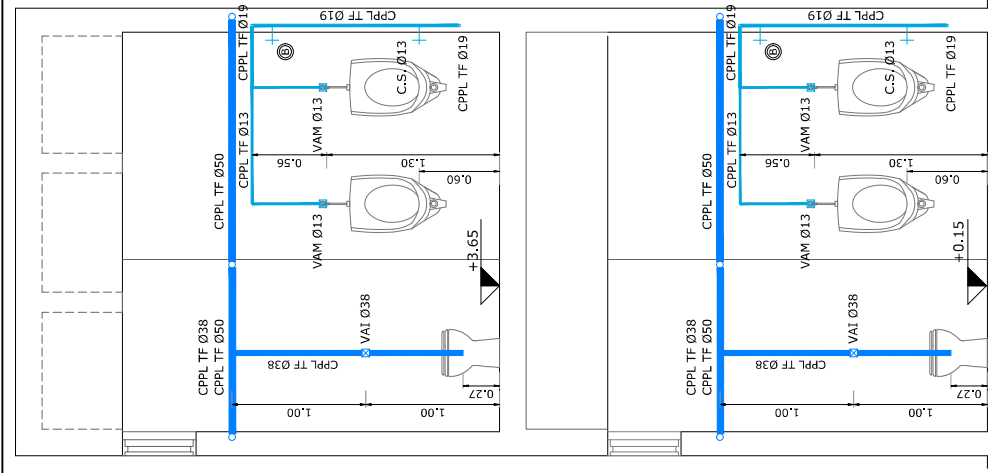 CPPL TF Ø19
CPPL TF Ø19
B
C.S. Ø13
CPPL TF Ø19
VAM Ø13
CPPL TF Ø13
CPPL TF Ø50
0.56
1.30
0.60
VAM Ø13
+3.65
VAI Ø38
CPPL TF Ø38
CPPL TF Ø50
CPPL TF Ø38
0.27
1.00
1.00
CPPL TF Ø19
CPPL TF Ø19
B
C.S. Ø13
CPPL TF Ø19
VAM Ø13
CPPL TF Ø13
CPPL TF Ø50
0.56
1.30
0.60
VAM Ø13
+0.15
VAI Ø38
CPPL TF Ø38
CPPL TF Ø50
CPPL TF Ø38
0.27
1.00
1.00